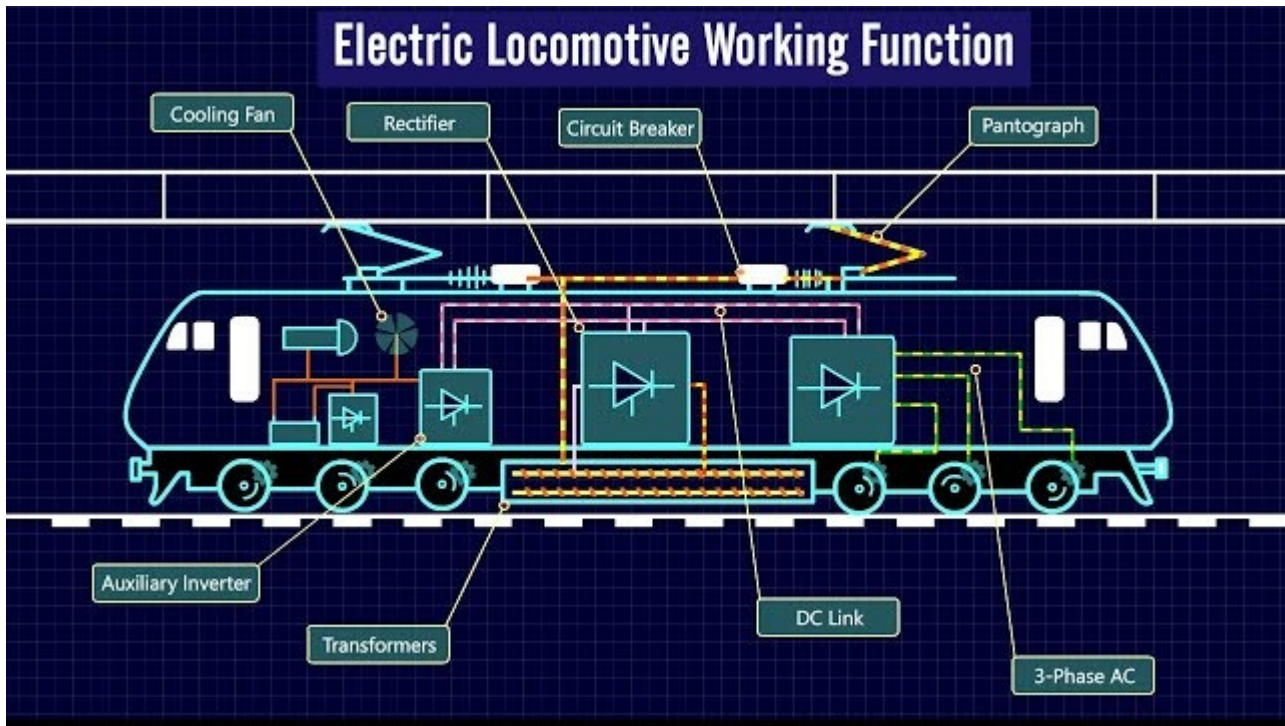 Electric Locomotive Working Function
Cooling Fan
Rectifier
Circuit Breaker
Pantograph
Auxiliary Inverter
Transformers
DC Link
3-Phase AC